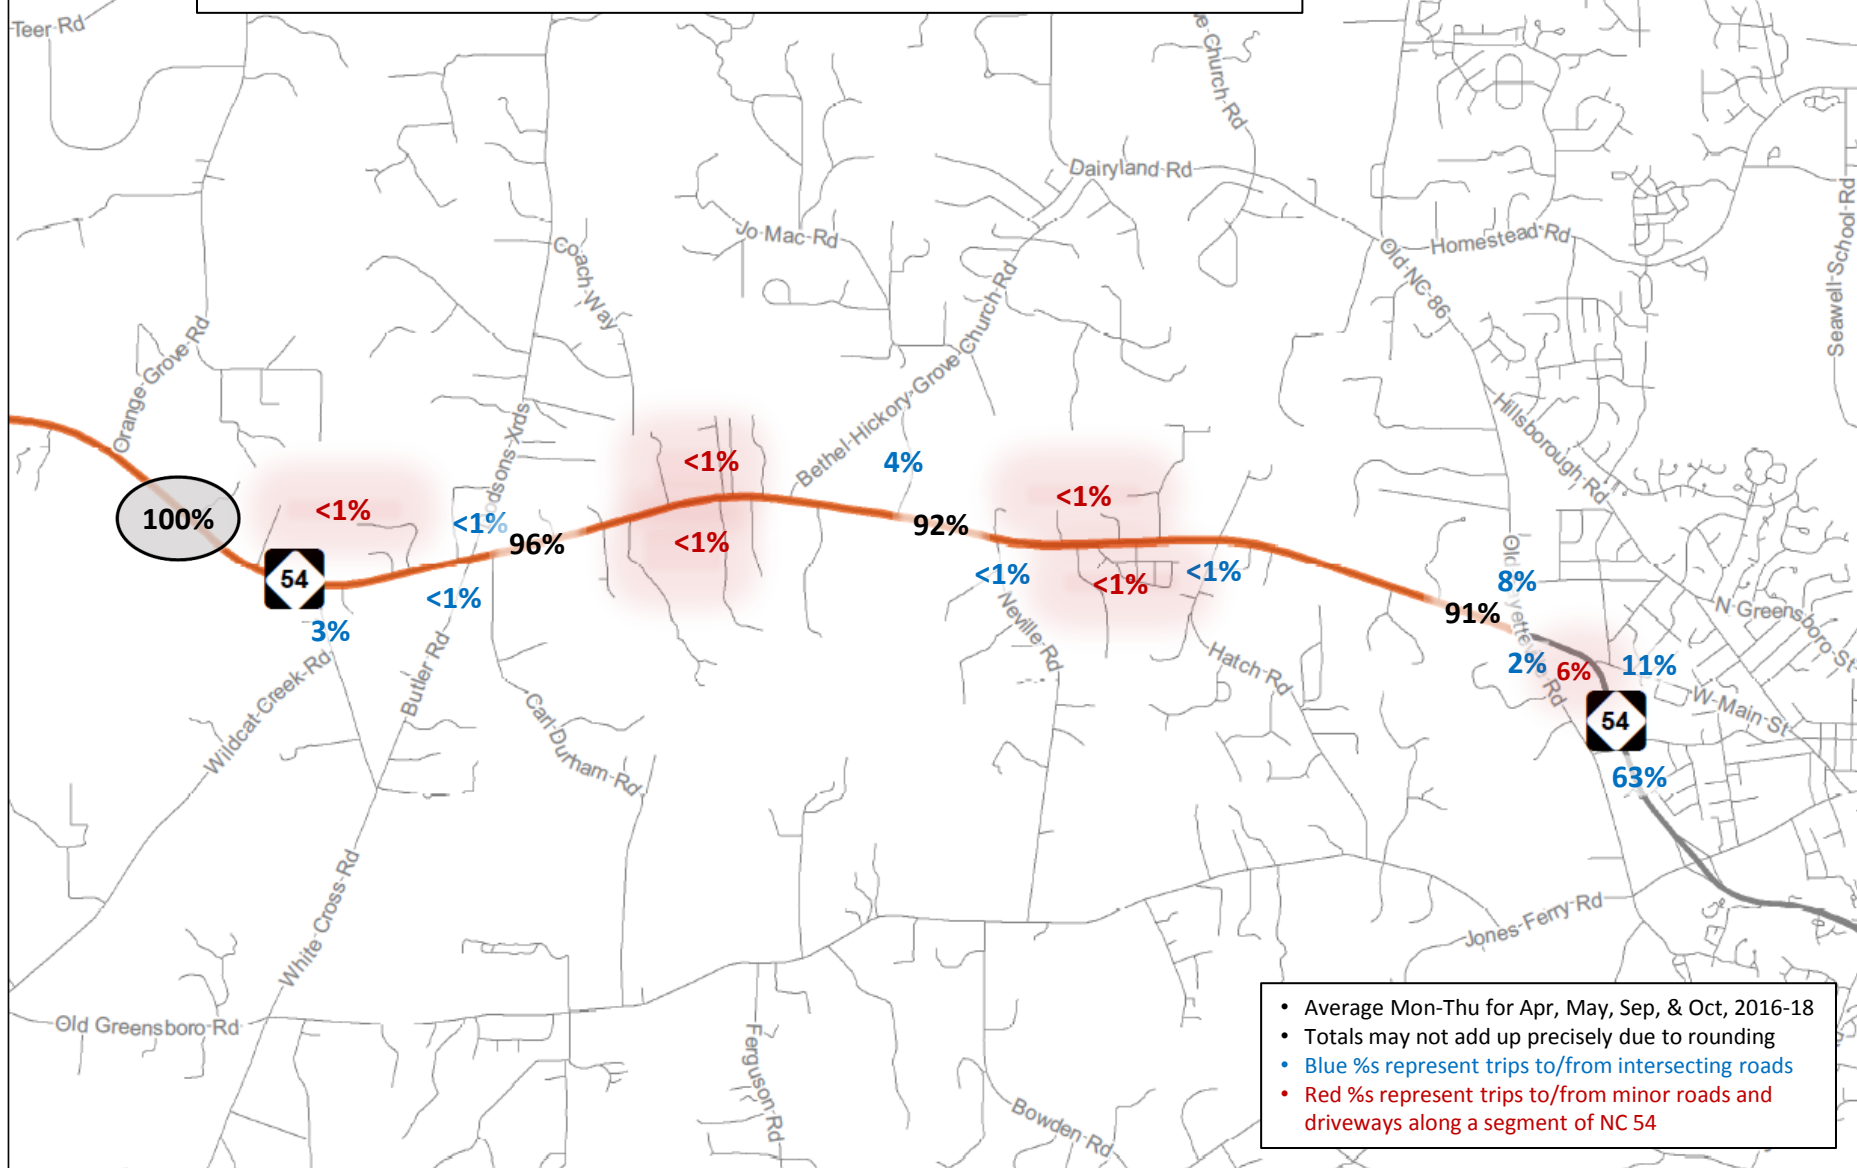 Teer Rd
e Church Rd
Dairyland Rd
Jo Mac Rd
Homestead Rd
Seawell School Rd
Coach Way
Old NC 86
Orange Grove Rd
Bethel Hickory Grove Church Rd
Hillsborough Rd
odsons Xrds
<1%
4%
<1%
<1%
100%
<1%
96%
92%
<1%
<1%
54
<1%
<1%
<1%
8%
Old
yette
Rd
<1%
91%
N Greensboro St
3%
Neville Rd
2%
6%
11%
Wildcat Creek Rd
Butler Rd
Hatch Rd
W Main St
54
Carl Durham Rd
63%
White Cross Rd
Jones Ferry Rd
Old Greensboro Rd
Ferguson Rd
Bowden Rd
• Average Mon-Thu for Apr, May, Sep, & Oct, 2016-18
• Totals may not add up precisely due to rounding
• Blue %s represent trips to/from intersecting roads
• Red %s represent trips to/from minor roads and
driveways along a segment of NC 54